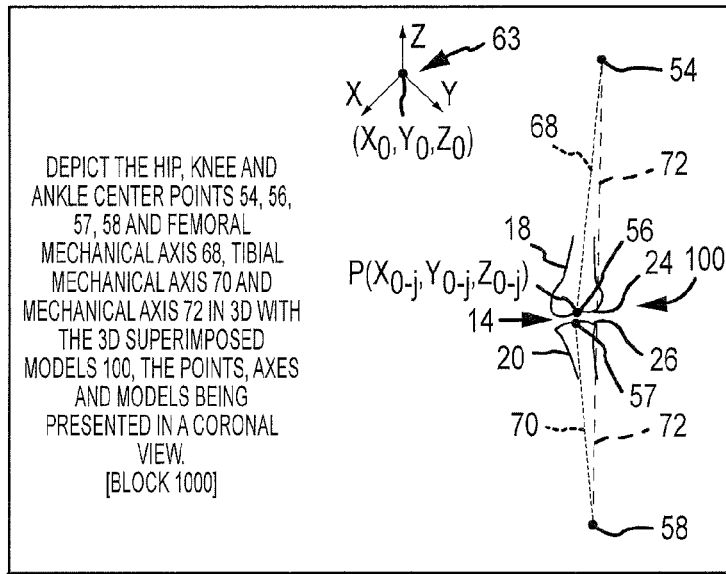 DEPICT THE HIP, KNEE AND
ANKLE CENTER POINTS 54, 56,
57, 58 AND FEMORAL
MECHANICAL AXIS 68, TIBIAL
MECHANICAL AXIS 70 AND
MECHANICAL AXIS 72 IN 3D WITH
THE 3D SUPERIMPOSED
MODELS 100, THE POINTS, AXES
AND MODELS BEING
PRESENTED IN A CORONAL
VIEW.
[BLOCK 1000]
Z
63
X
Y
(X0,Y0,Z0)
54
68
72
18
56
P(X0-j,Y0-j,Z0-j)
24
100
14
20
26
57
70
72
58